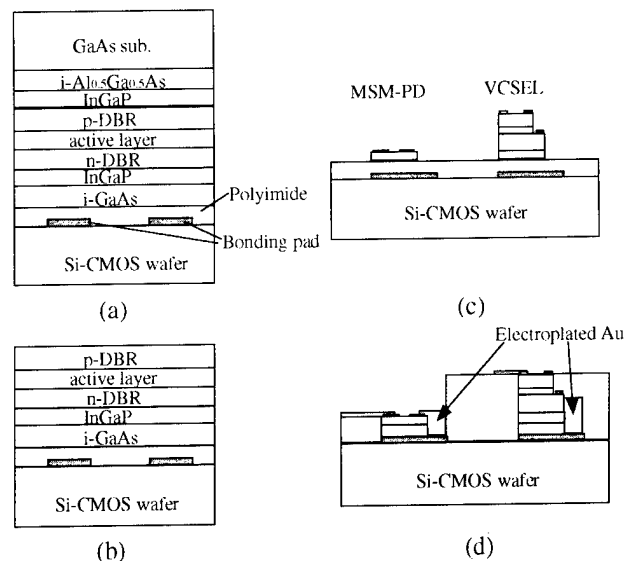 GaAs sub.
i-Al0.5Ga0.5As
InGaP
p-DBR
active layer
n-DBR
InGaP
i-GaAs
Polyimide
Bonding pad
Si-CMOS wafer
(a)
p-DBR
active layer
n-DBR
InGaP
i-GaAs
Si-CMOS wafer
(b)
MSM-PD
VCSEL
Si-CMOS wafer
(c)
Electroplated Au
Si-CMOS wafer
(d)